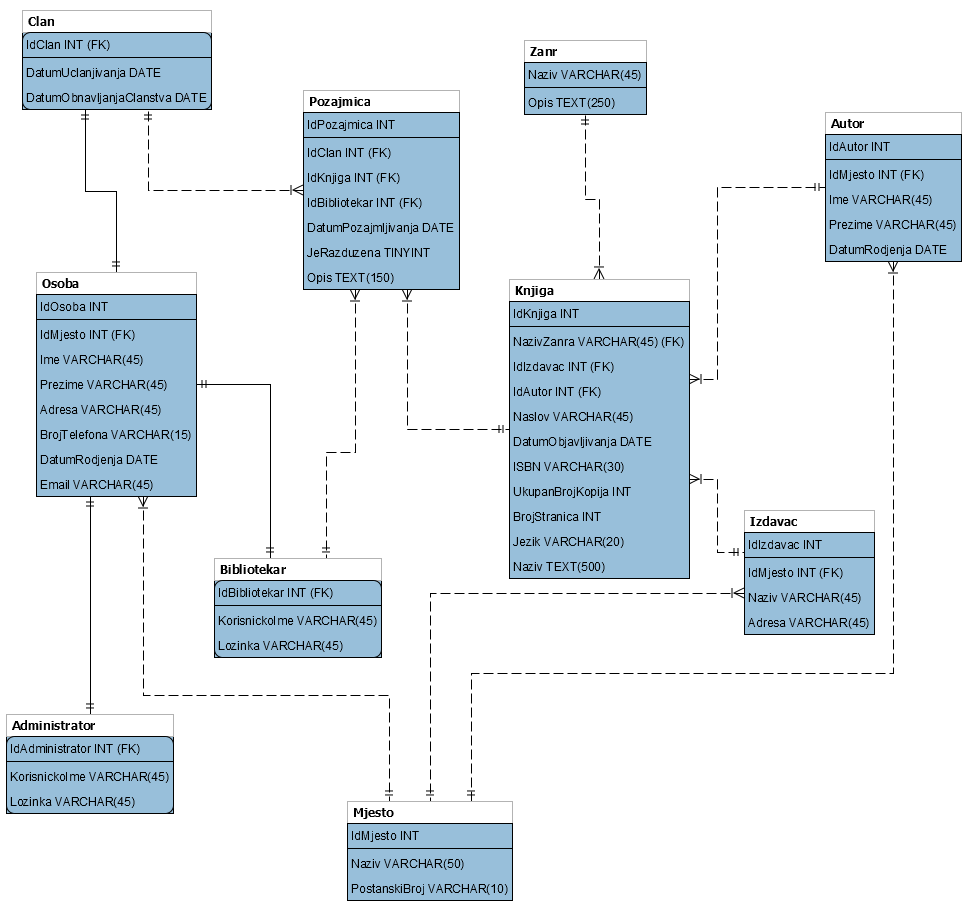 Clan
IdClan INT (FK)
DatumUclanjivanja DATE
DatumObnavljanjaClanstva DATE
Pozajmica
IdPozajmica INT
IdClan INT (FK)
IdKnjiga INT (FK)
IdBibliotekar INT (FK)
DatumPozajmljivanja DATE
JeRazduzena TINYINT
Opis TEXT(150)
Zanr
Naziv VARCHAR(45)
Opis TEXT(250)
Autor
IdAutor INT
IdMjesto INT (FK)
Ime VARCHAR(45)
Prezime VARCHAR(45)
DatumRodjenja DATE
Osoba
IdOsoba INT
IdMjesto INT (FK)
Ime VARCHAR(45)
Prezime VARCHAR(45)
Adresa VARCHAR(45)
BrojTelefona VARCHAR(15)
DatumRodjenja DATE
Email VARCHAR(45)
Knjiga
IdKnjiga INT
NazivZanra VARCHAR(45) (FK)
IdIzdavac INT (FK)
IdAutor INT (FK)
Naslov VARCHAR(45)
DatumObjavljivanja DATE
ISBN VARCHAR(30)
UkupanBrojKopija INT
BrojStranica INT
Jezik VARCHAR(20)
Naziv TEXT(500)
Izdavac
IdIzdavac INT
IdMjesto INT (FK)
Naziv VARCHAR(45)
Adresa VARCHAR(45)
Bibliotekar
IdBibliotekar INT (FK)
KorisnickoIme VARCHAR(45)
Lozinka VARCHAR(45)
Administrator
IdAdministrator INT (FK)
KorisnickoIme VARCHAR(45)
Lozinka VARCHAR(45)
Mjesto
IdMjesto INT
Naziv VARCHAR(50)
PostanskiBroj VARCHAR(10)